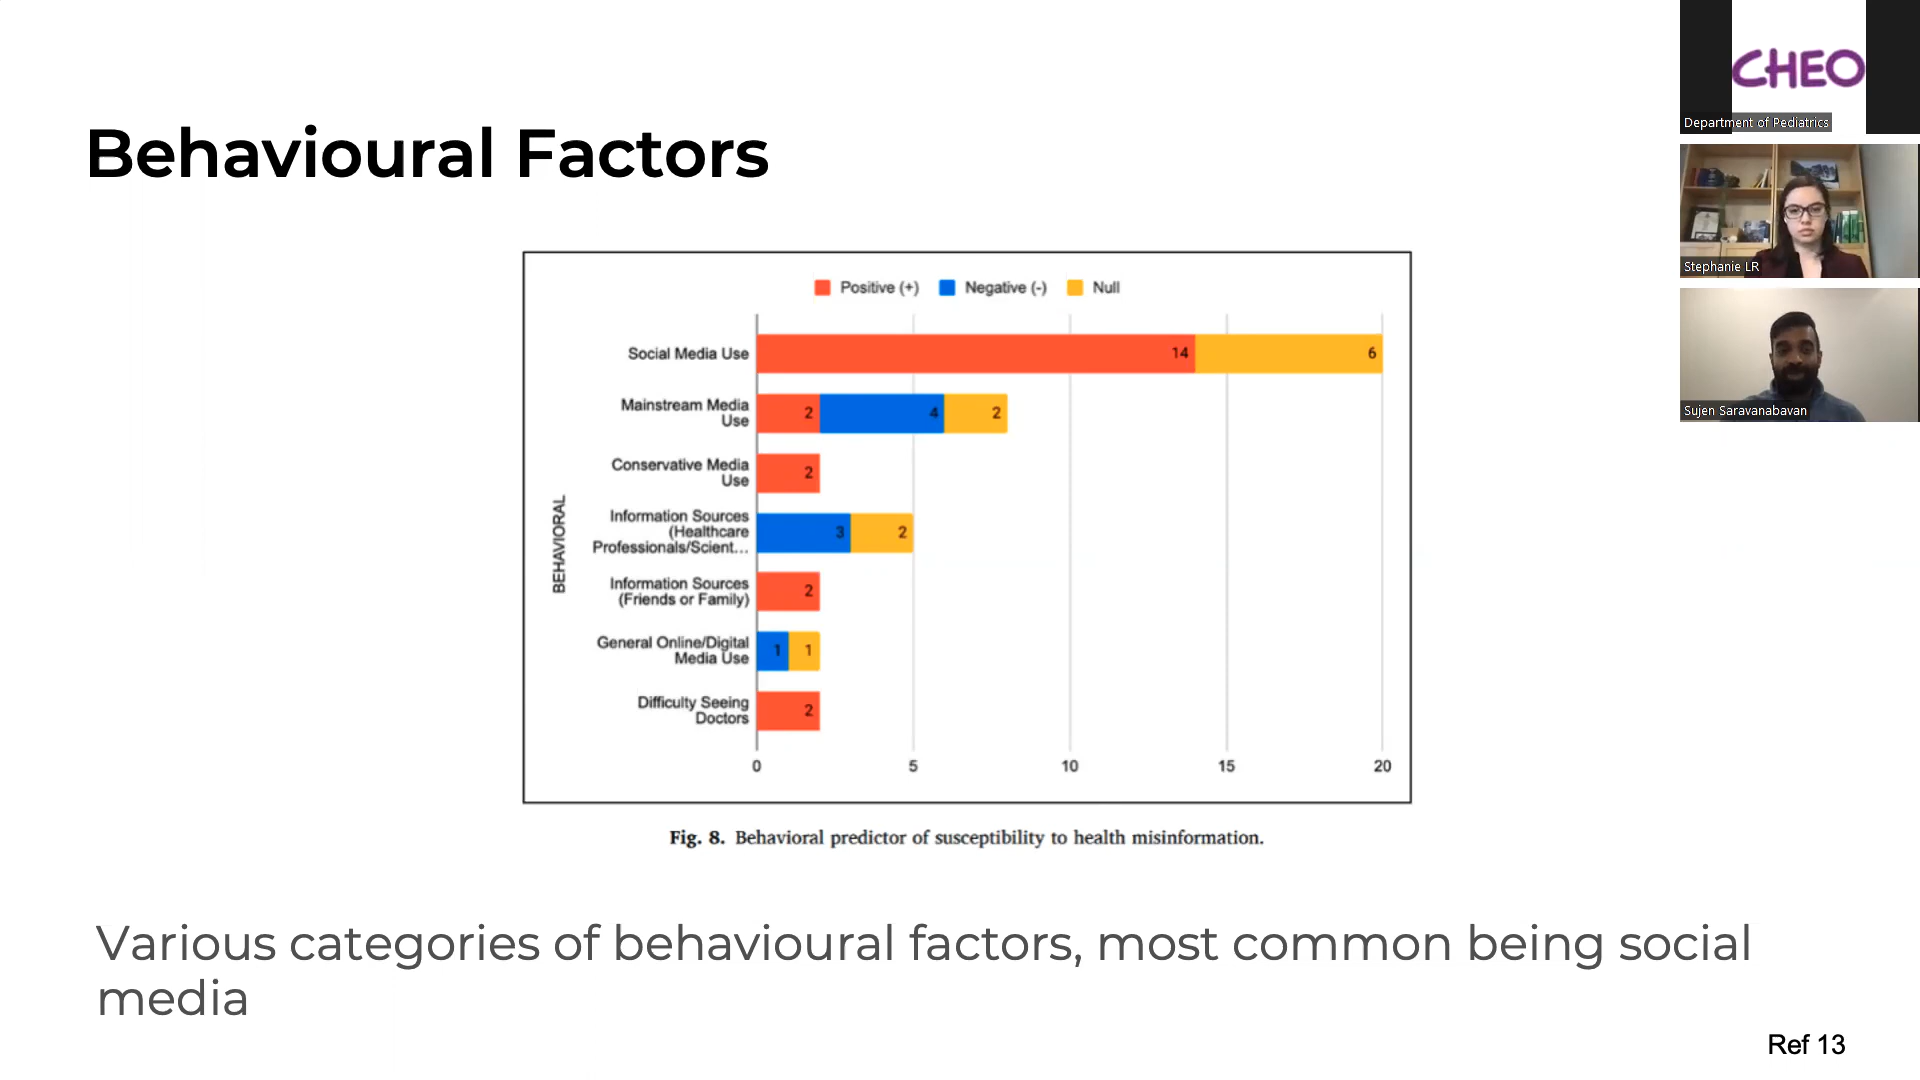 Behavioural Factors
Positive (+) Negative (-) Null
BEHAVIORAL
Social Media Use
14 6
Mainstream Media
Use
2 4 2
Conservative Media
Use
2
Information Sources
(Healthcare
Professionals/Scient...
3 2
Information Sources
(Friends or Family)
2
General Online/Digital
Media Use
1 1
Difficulty Seeing
Doctors
2
0 5 10 15 20
Fig. 8. Behavioral predictor of susceptibility to health misinformation.
Various categories of behavioural factors, most common being social
media
Ref 13
CHEO
Department of Pediatrics
Stephanie LR
Sujen Saravanabavan